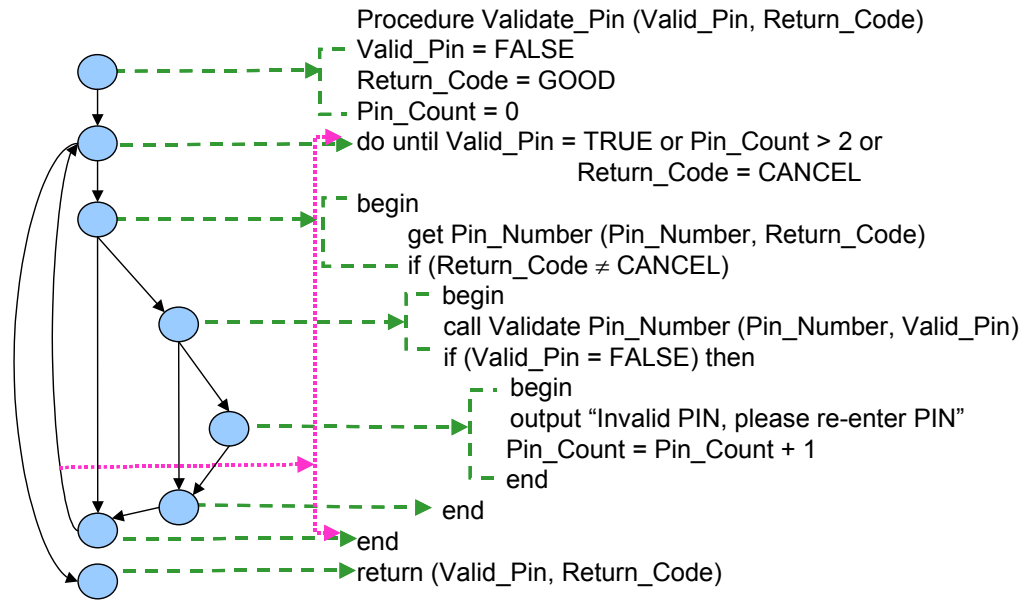 Procedure Validate_Pin (Valid_Pin, Return_Code)
Valid_Pin = FALSE
Return_Code = GOOD
Pin_Count = 0
do until Valid_Pin = TRUE or Pin_Count > 2 or
Return_Code = CANCEL
begin
get Pin_Number (Pin_Number, Return_Code)
if (Return_Code ≠ CANCEL)
begin
call Validate Pin_Number (Pin_Number, Valid_Pin)
if (Valid_Pin = FALSE) then
begin
output “Invalid PIN, please re-enter PIN”
Pin_Count = Pin_Count + 1
end
end
end
return (Valid_Pin, Return_Code)